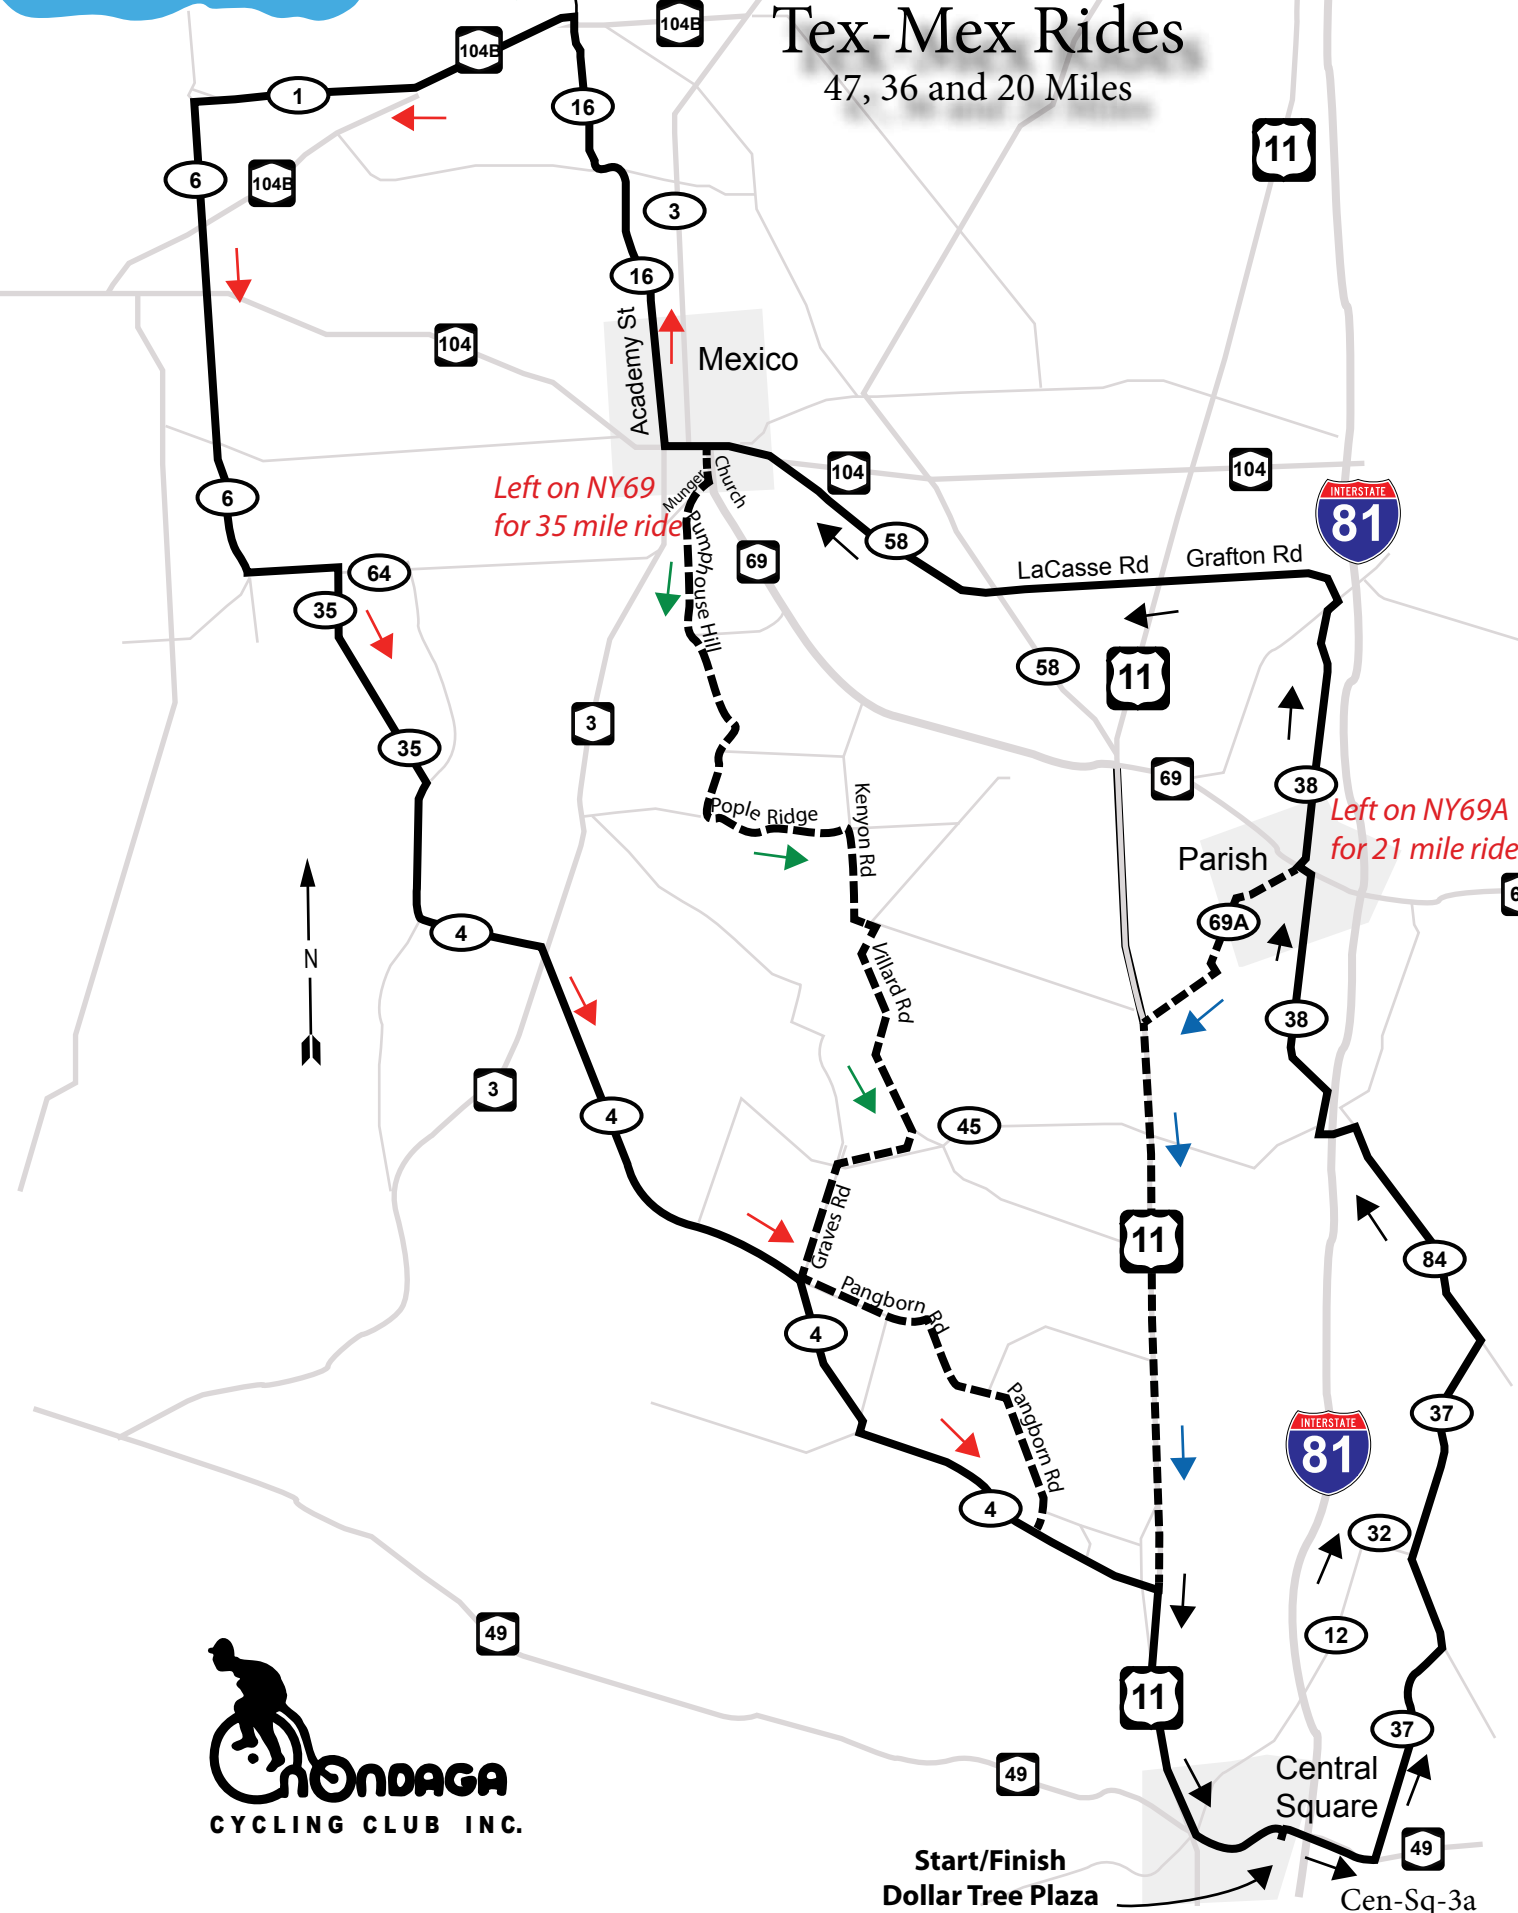 Tex-Mex Rides
47, 36 and 20 Miles
104B
104B
1
16
11
6
104B
3
16
104
Academy St
Mexico
Left on NY69
for 35 mile ride
Munger
Church
104
104
6
INTERSTATE
81
58
LaCasse Rd
Grafton Rd
69
Pumphouse Hill
64
35
58
11
3
35
69
38
Left on NY69A
for 21 mile ride
Pople Ridge
Kenyon Rd
Parish
6
69A
4
N
Villard Rd
38
3
4
45
Graves Rd
11
84
Pangborn Rd
4
Pangborn Rd
37
INTERSTATE
81
4
32
49
12
11
37
49
Central
Square
ONONDAGA
CYCLING CLUB INC.
49
Start/Finish
Dollar Tree Plaza
Cen-Sq-3a